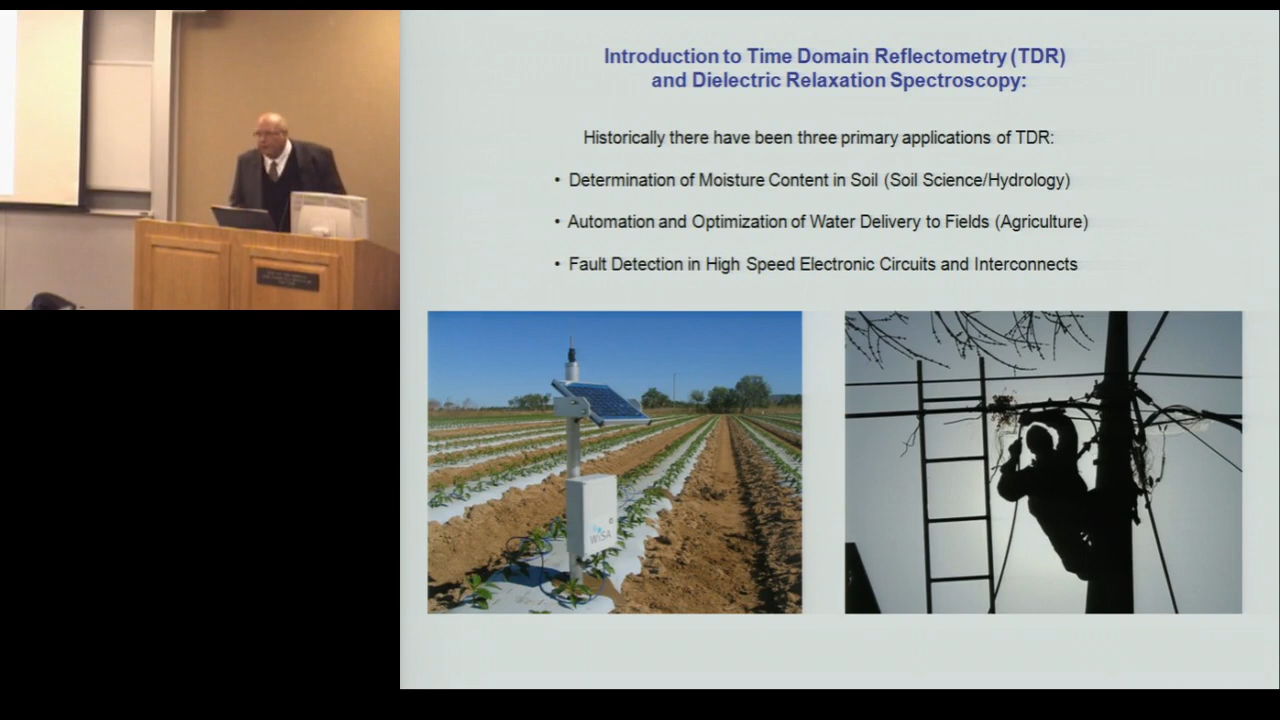 Introduction to Time Domain Reflectometry (TDR)
and Dielectric Relaxation Spectroscopy:
Historically there have been three primary applications of TDR:
• Determination of Moisture Content in Soil (Soil Science/Hydrology)
• Automation and Optimization of Water Delivery to Fields (Agriculture)
• Fault Detection in High Speed Electronic Circuits and Interconnects
WiSA